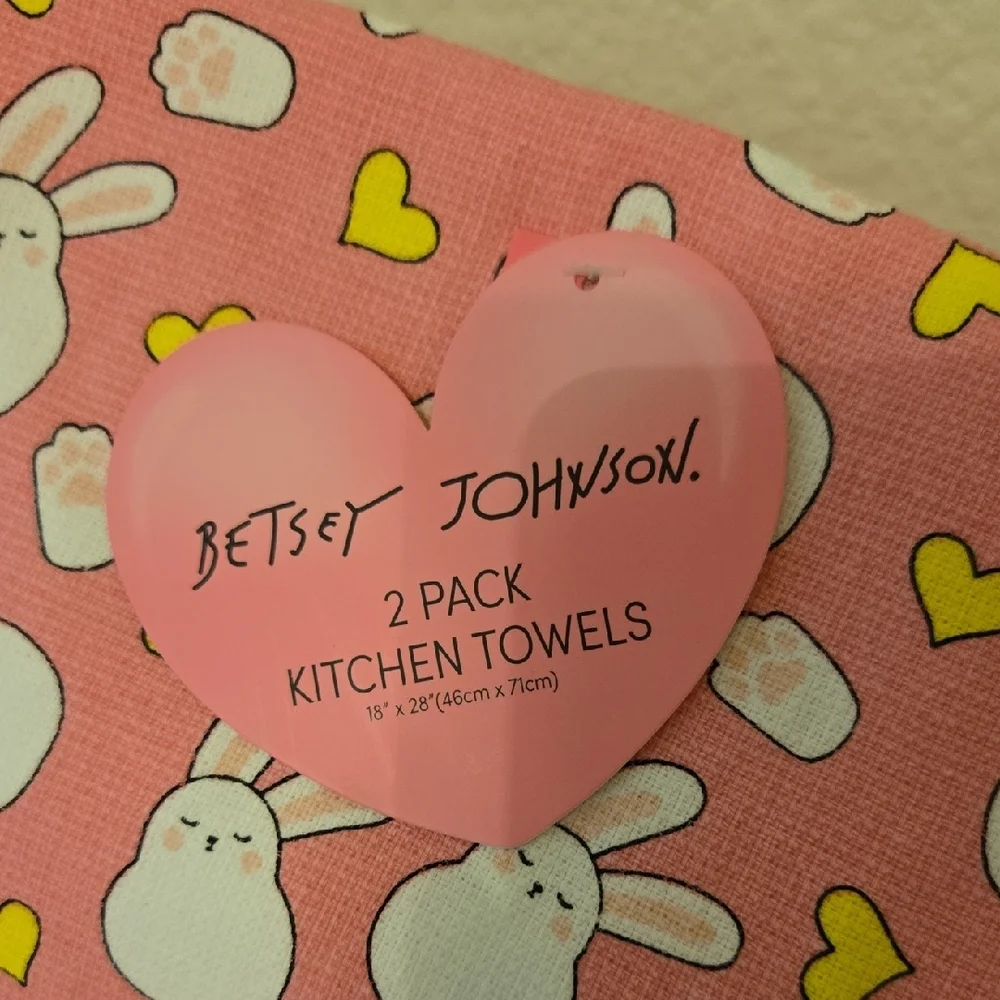 BETSEY JOHNSON.
2 PACK
KITCHEN TOWELS
18" x 28"(46cm x 71cm)